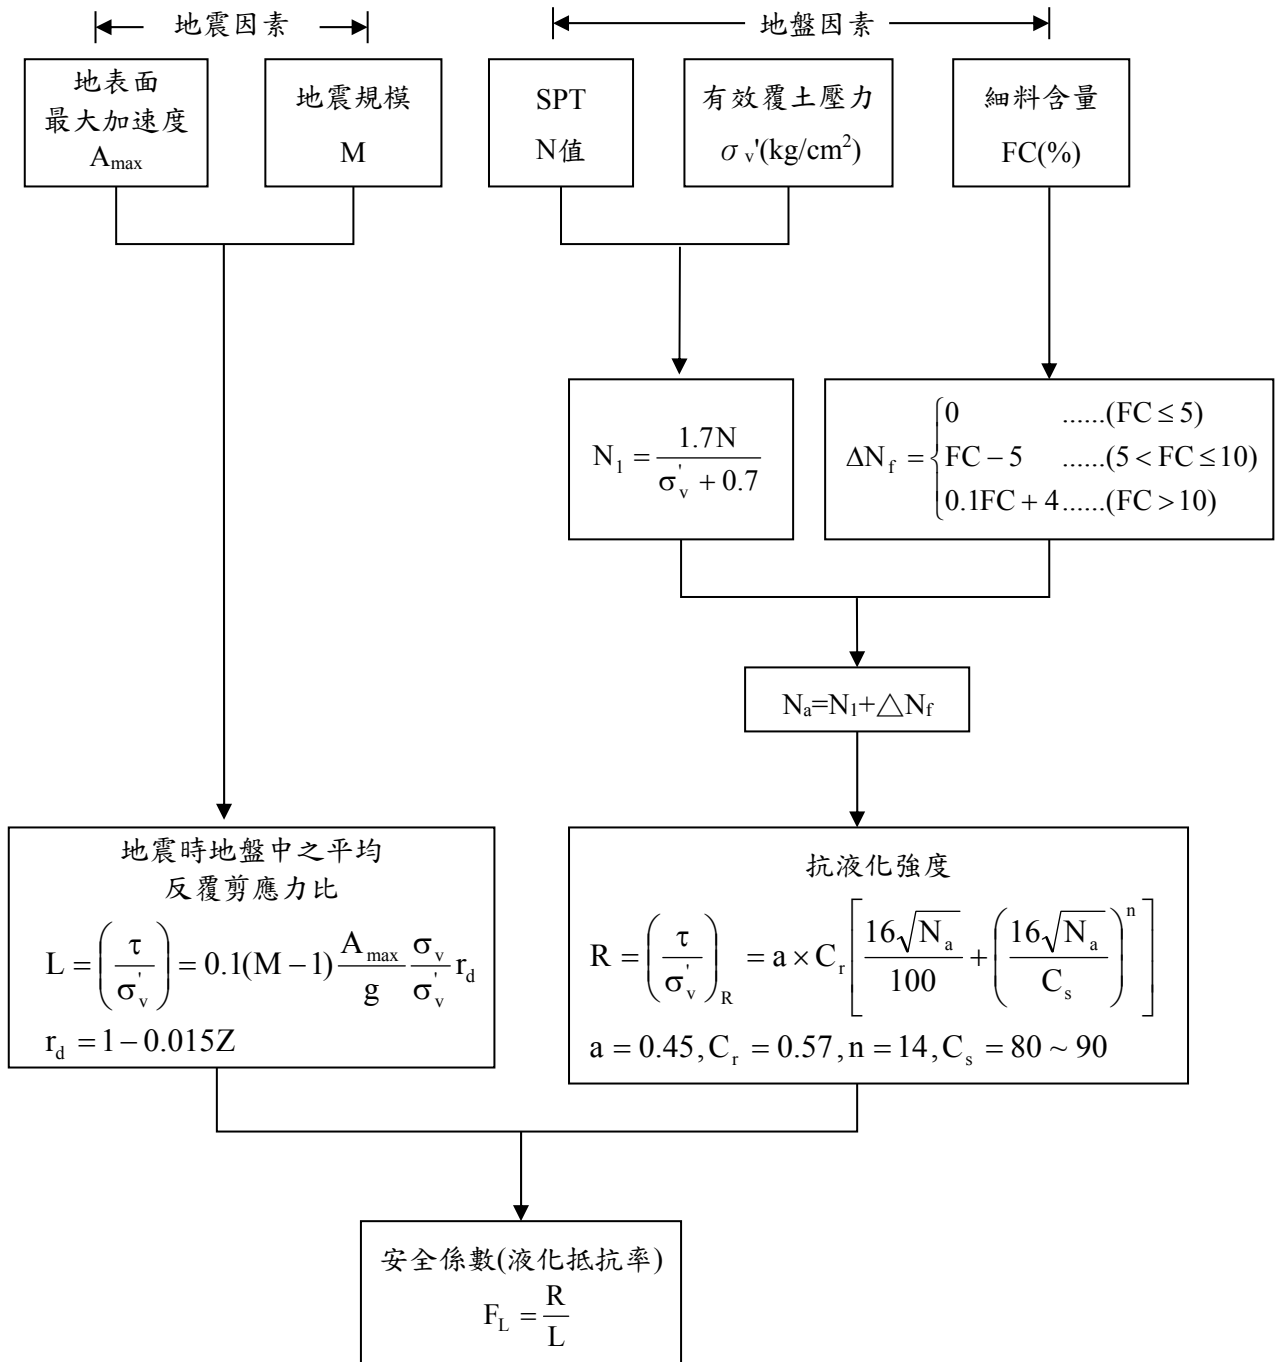 地震因素
地盤因素
地表面
最大加速度
Amax
地震規模
M
SPT
N值
有效覆土壓力
σv'(kg/cm²)
細料含量
FC(%)
N₁ = 1.7N / (σv' + 0.7)
ΔNf = { 0 ......(FC ≤ 5)
FC − 5 ......(5 < FC ≤ 10)
0.1FC + 4......(FC > 10)
Na=N₁+△Nf
地震時地盤中之平均
反覆剪應力比
L = (τ / σv') = 0.1(M − 1) (Amax / g) (σv / σv') rd
rd = 1 − 0.015Z
抗液化強度
R = (τ / σv')R = a × Cr [ 16√Na / 100 + (16√Na / Cs)ⁿ ]
a = 0.45, Cr = 0.57, n = 14, Cs = 80 ~ 90
安全係數(液化抵抗率)
FL = R / L